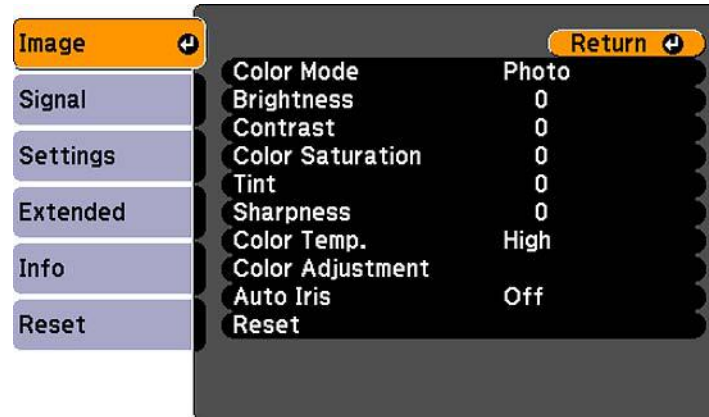 Image
Signal
Settings
Extended
Info
Reset
Return
Color Mode Photo
Brightness 0
Contrast 0
Color Saturation 0
Tint 0
Sharpness 0
Color Temp. High
Color Adjustment
Auto Iris Off
Reset